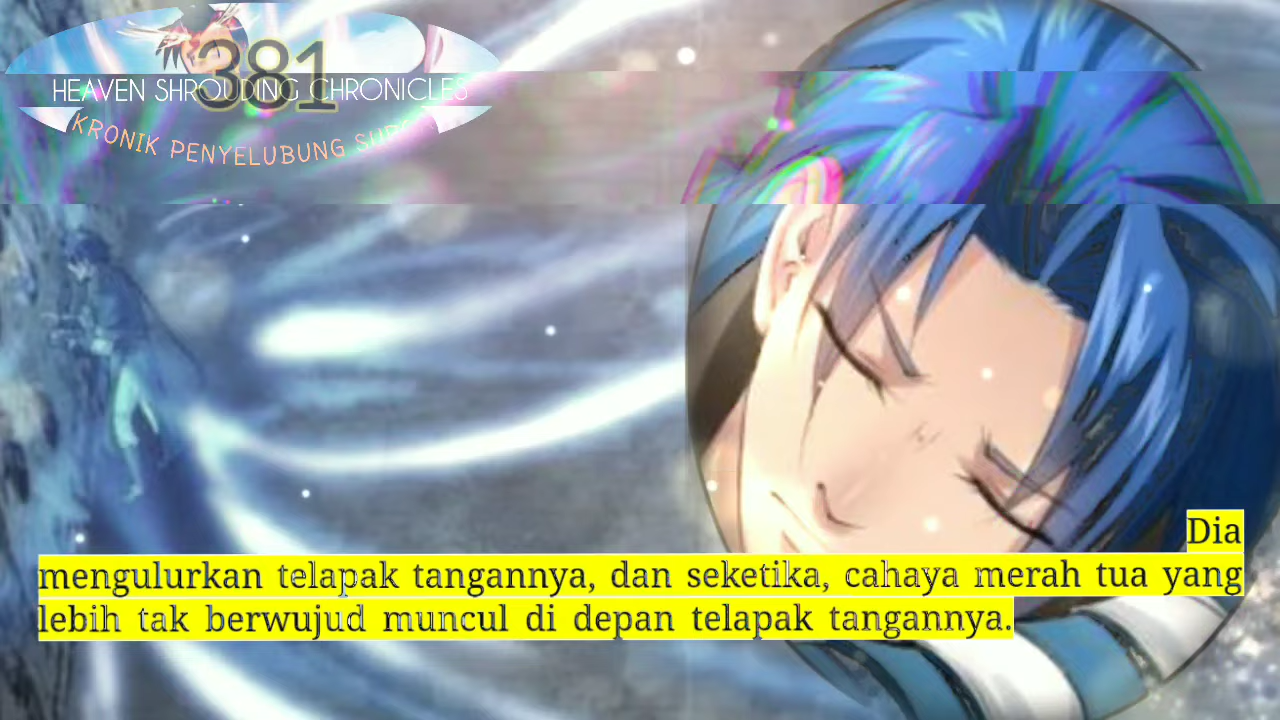 381
HEAVEN SHROUDING CHRONICLES
KRONIK PENYELUBUNG
Dia
mengulurkan telapak tangannya, dan seketika, cahaya merah tua yang
lebih tak berwujud muncul di depan telapak tangannya.